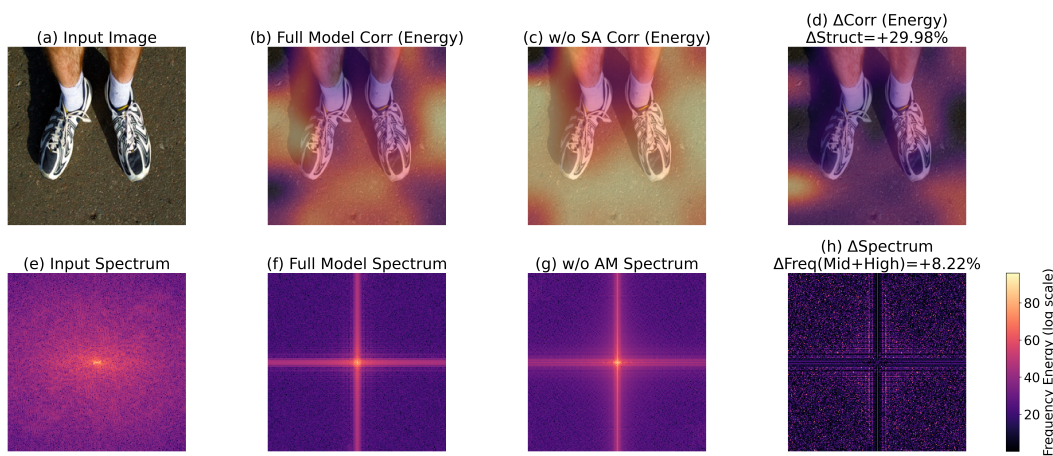 (a) Input Image
(b) Full Model Corr (Energy)
(c) w/o SA Corr (Energy)
(d) ΔCorr (Energy)
ΔStruct=+29.98%
(e) Input Spectrum
(f) Full Model Spectrum
(g) w/o AM Spectrum
(h) ΔSpectrum
ΔFreq(Mid+High)=+8.22%
80
60
40
20
Frequency Energy (log scale)